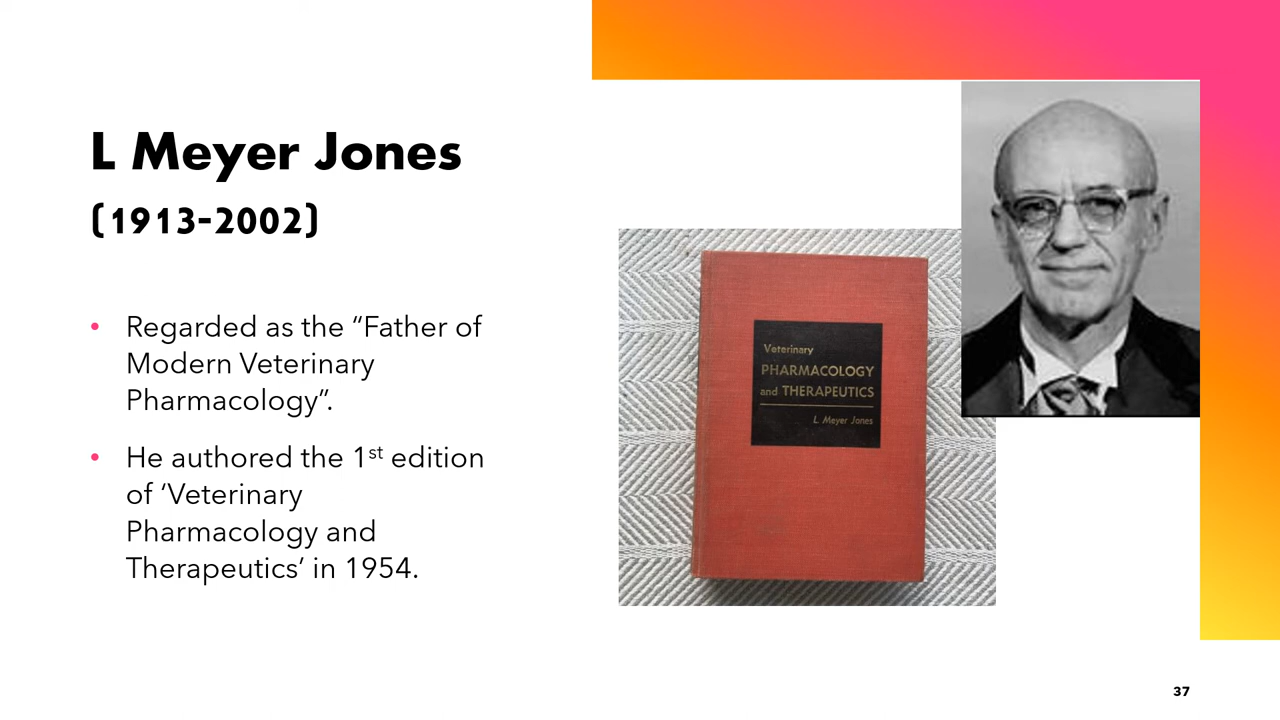 L Meyer Jones
(1913-2002)
• Regarded as the “Father of
Modern Veterinary
Pharmacology”.
• He authored the 1st edition
of ‘Veterinary
Pharmacology and
Therapeutics’ in 1954.
Veterinary
PHARMACOLOGY
and THERAPEUTICS
L. Meyer Jones
37